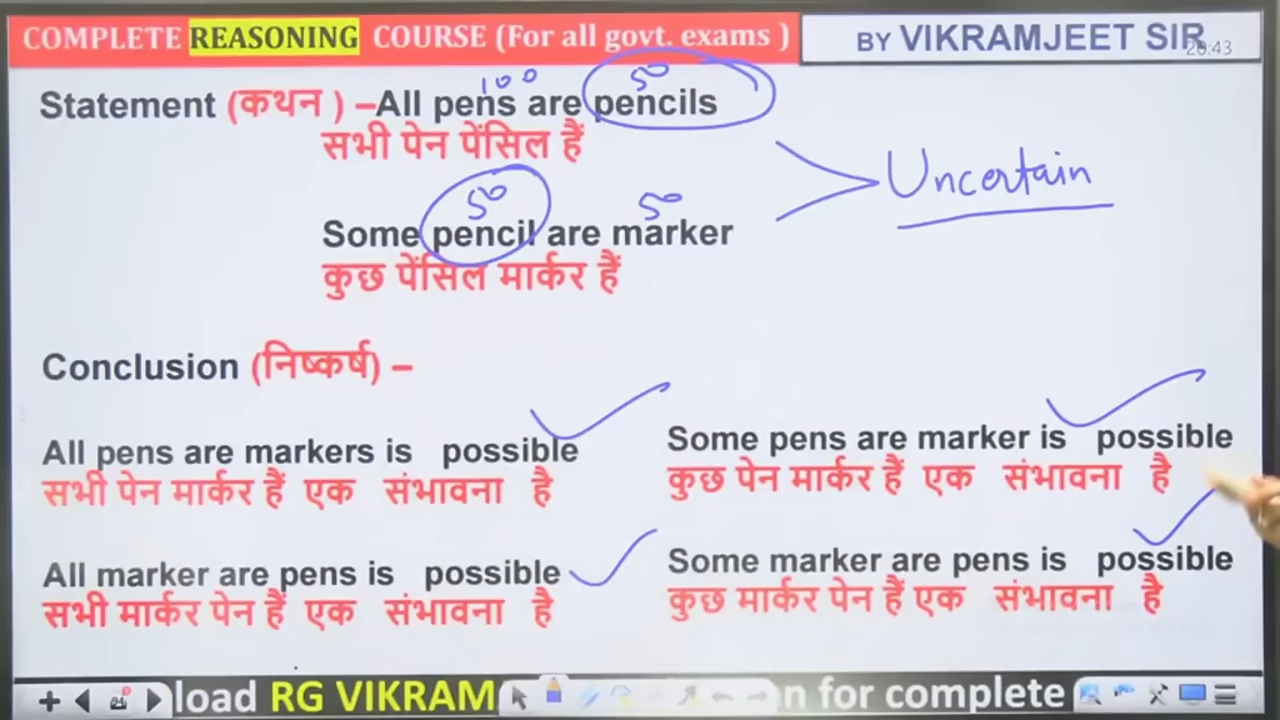 COMPLETE REASONING COURSE (For all govt. exams )
BY VIKRAMJEET SIR
20:43
100 50
Statement (कथन ) –All pens are pencils
सभी पेन पेंसिल हैं
Uncertain
50 50
Some pencil are marker
कुछ पेंसिल मार्कर हैं
Conclusion (निष्कर्ष) –
All pens are markers is possible
सभी पेन मार्कर हैं एक संभावना है
Some pens are marker is possible
कुछ पेन मार्कर हैं एक संभावना है
All marker are pens is possible
सभी मार्कर पेन हैं एक संभावना है
Some marker are pens is possible
कुछ मार्कर पेन हैं एक संभावना है
load RG VIKRAM n for complete